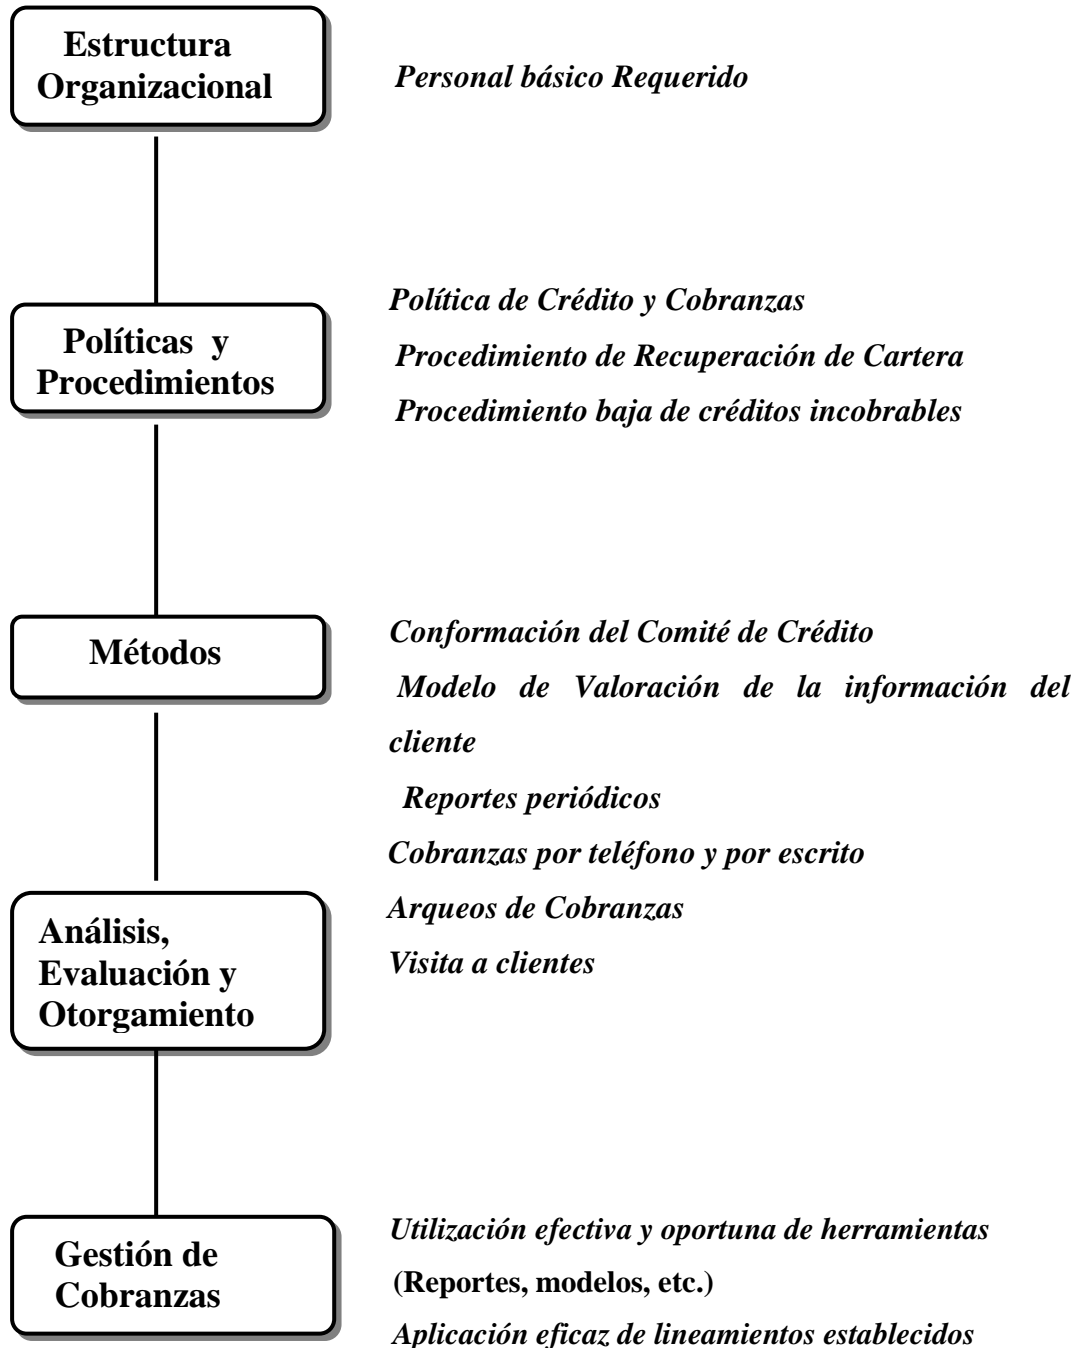 Estructura
Organizacional
Personal básico Requerido
Políticas y
Procedimientos
Política de Crédito y Cobranzas
Procedimiento de Recuperación de Cartera
Procedimiento baja de créditos incobrables
Métodos
Conformación del Comité de Crédito
Modelo de Valoración de la información del
cliente
Reportes periódicos
Cobranzas por teléfono y por escrito
Arqueos de Cobranzas
Visita a clientes
Análisis,
Evaluación y
Otorgamiento
Gestión de
Cobranzas
Utilización efectiva y oportuna de herramientas
(Reportes, modelos, etc.)
Aplicación eficaz de lineamientos establecidos